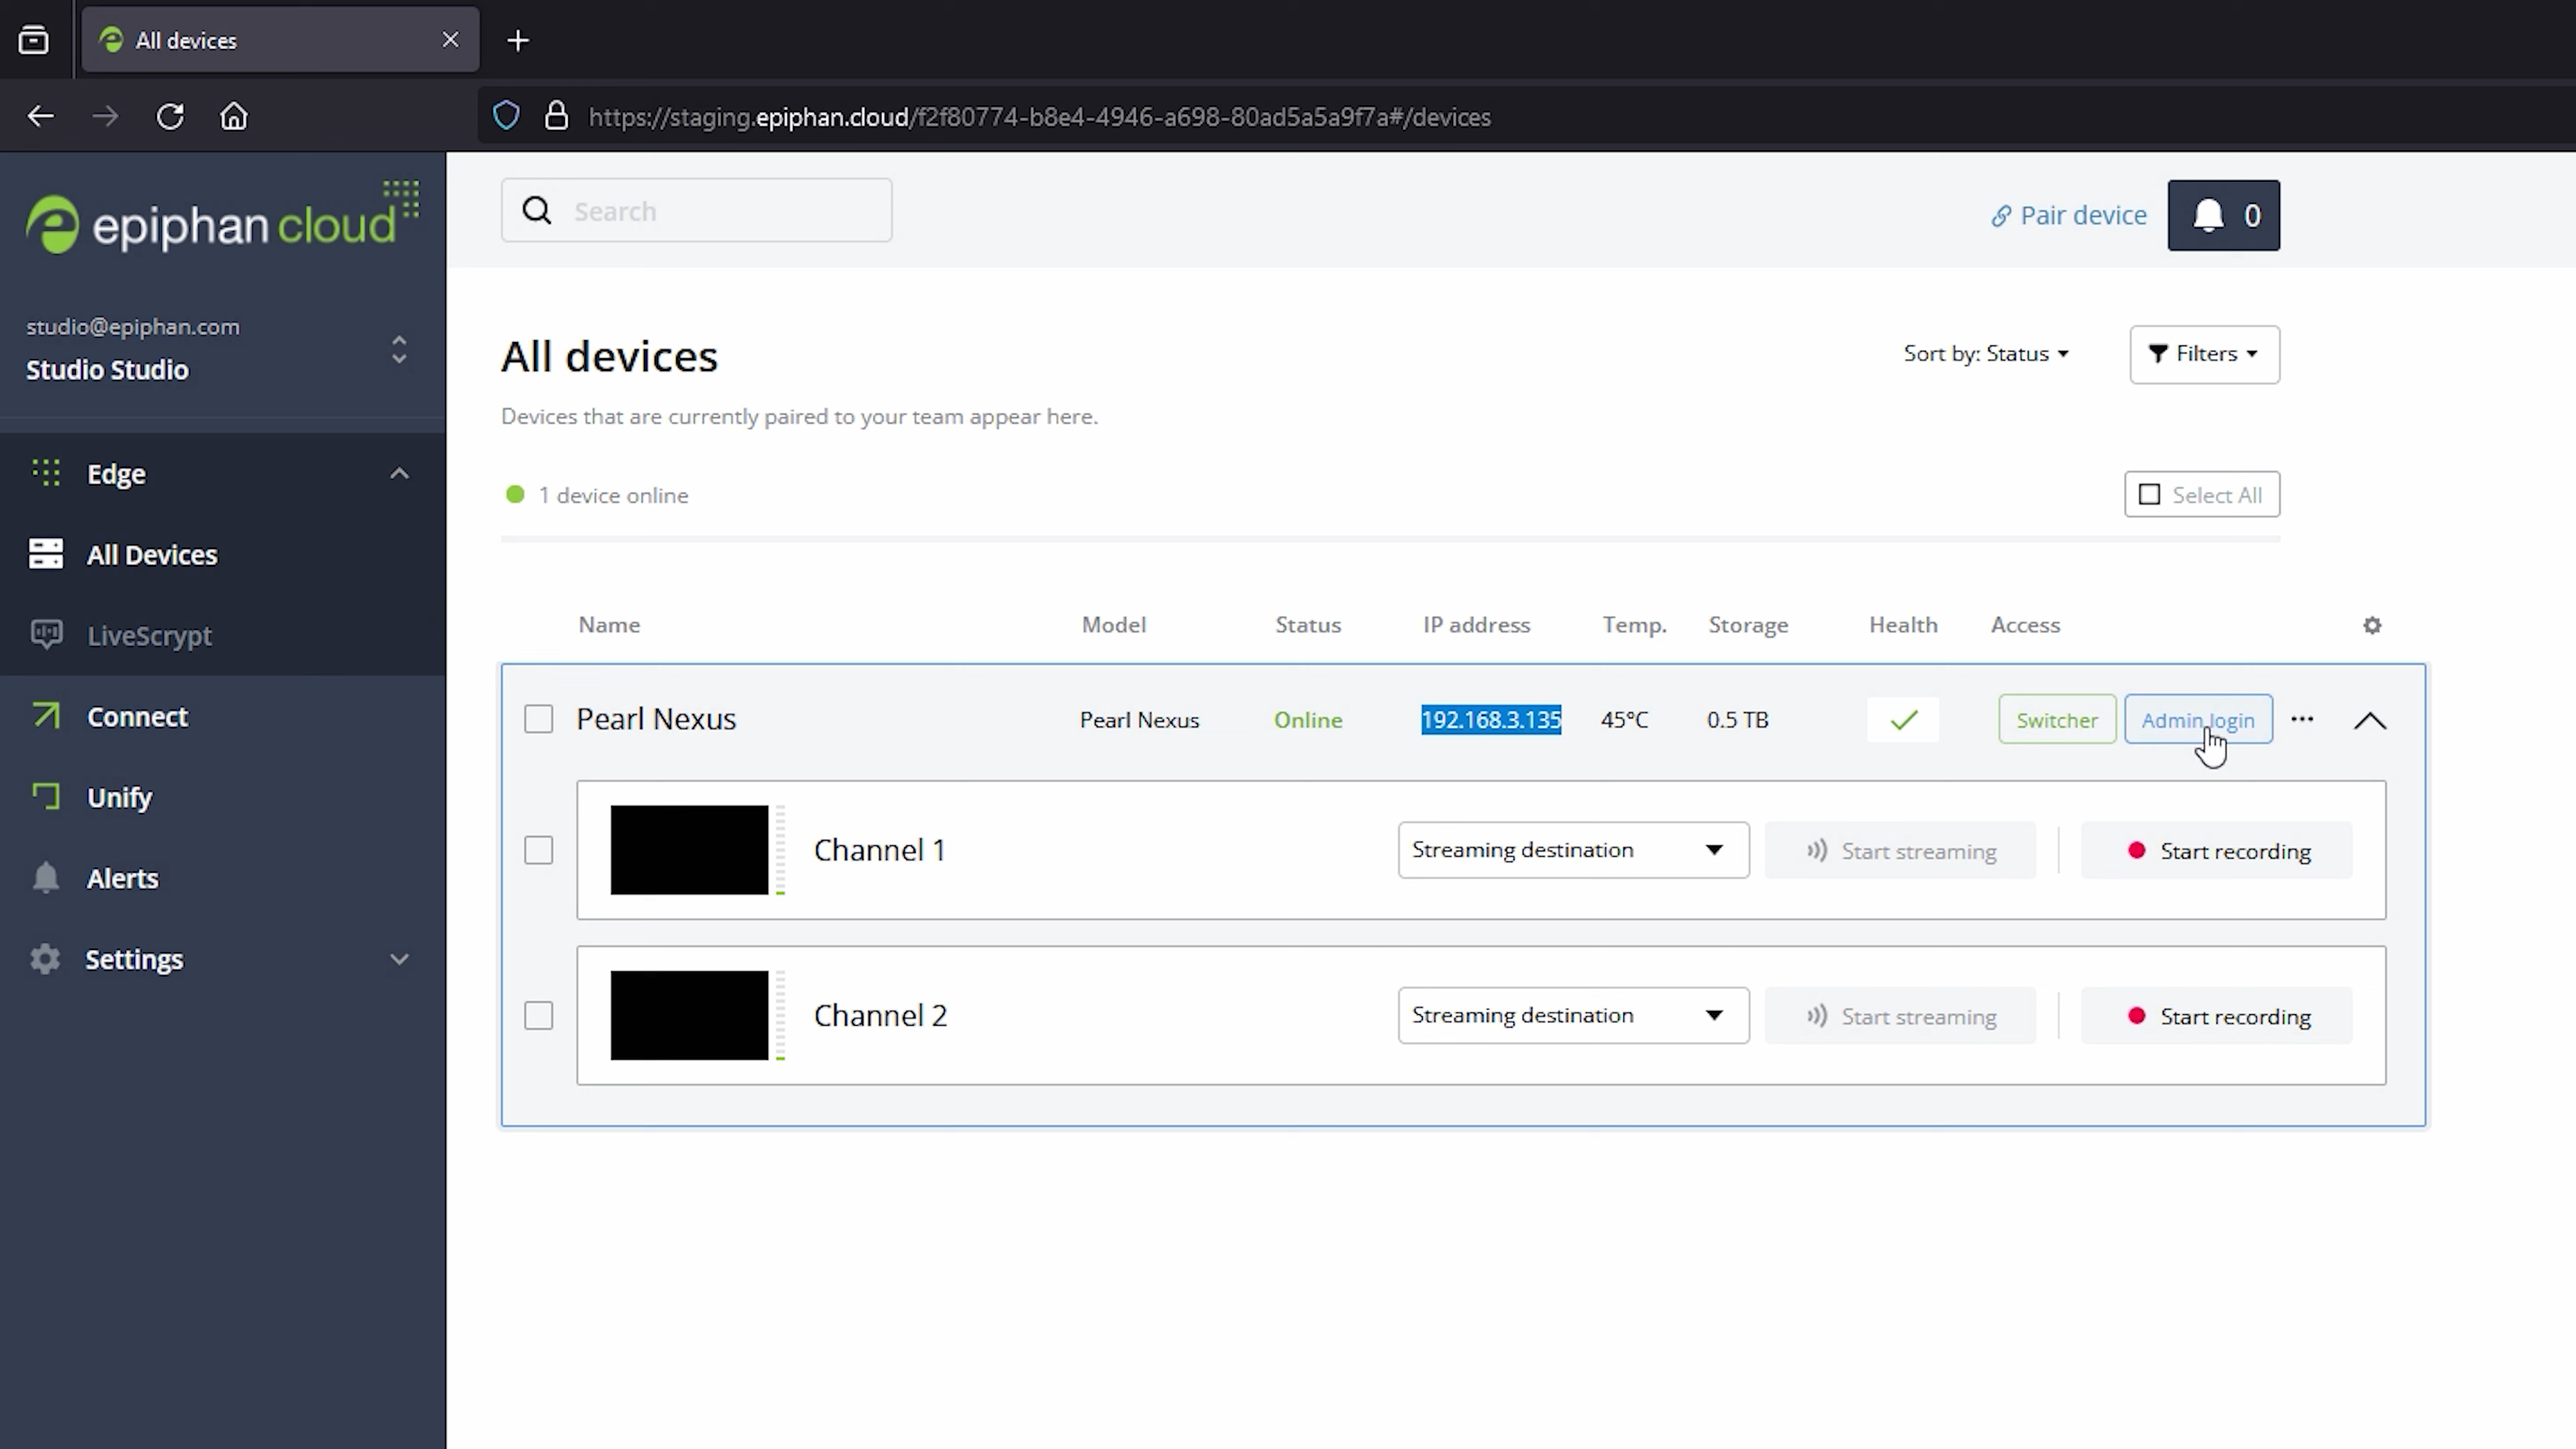 All devices
https://staging.epiphan.cloud/f2f80774-b8e4-4946-a698-80ad5a5a9f7a#/devices
epiphan cloud
studio@epiphan.com
Studio Studio
Edge
All Devices
LiveScrypt
Connect
Unify
Alerts
Settings
Search
Pair device
0
All devices
Sort by: Status
Filters
Devices that are currently paired to your team appear here.
1 device online
Select All
Name Model Status IP address Temp. Storage Health Access
Pearl Nexus Pearl Nexus Online 192.168.3.135 45°C 0.5 TB Switcher Admin login
Channel 1 Streaming destination Start streaming Start recording
Channel 2 Streaming destination Start streaming Start recording